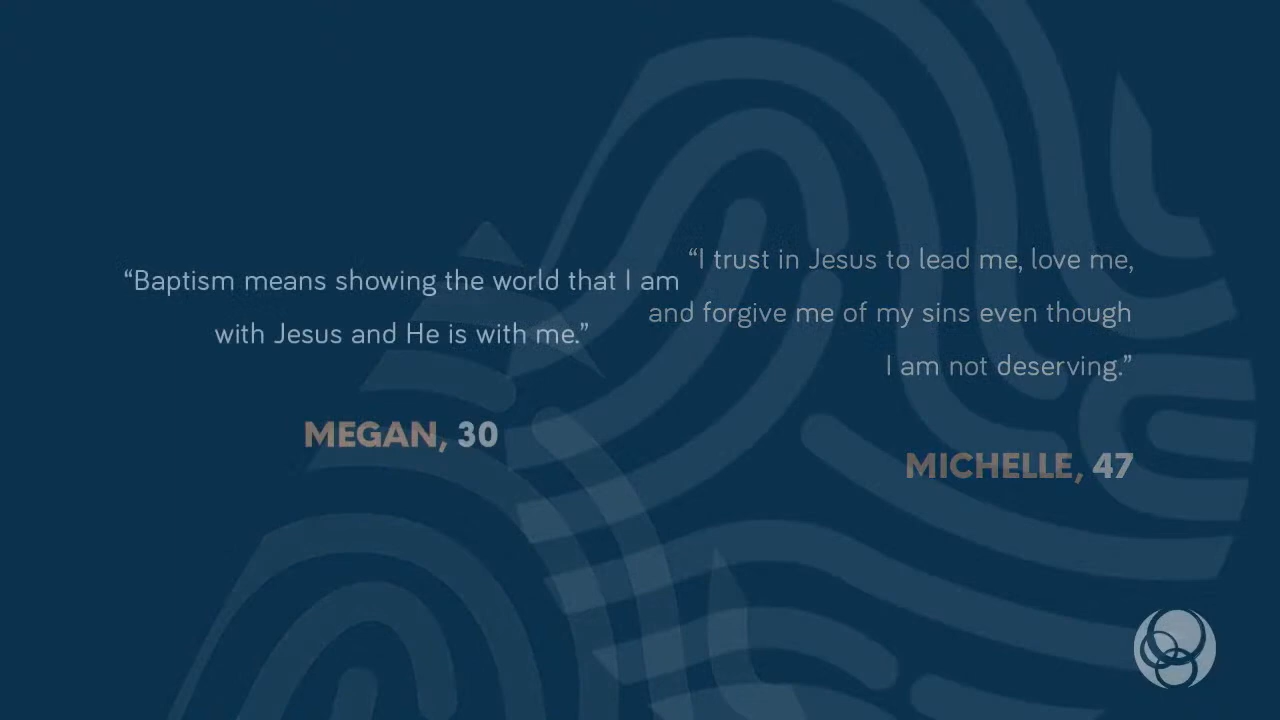 “Baptism means showing the world that I am
with Jesus and He is with me.”
MEGAN, 30
“I trust in Jesus to lead me, love me,
and forgive me of my sins even though
I am not deserving.”
MICHELLE, 47